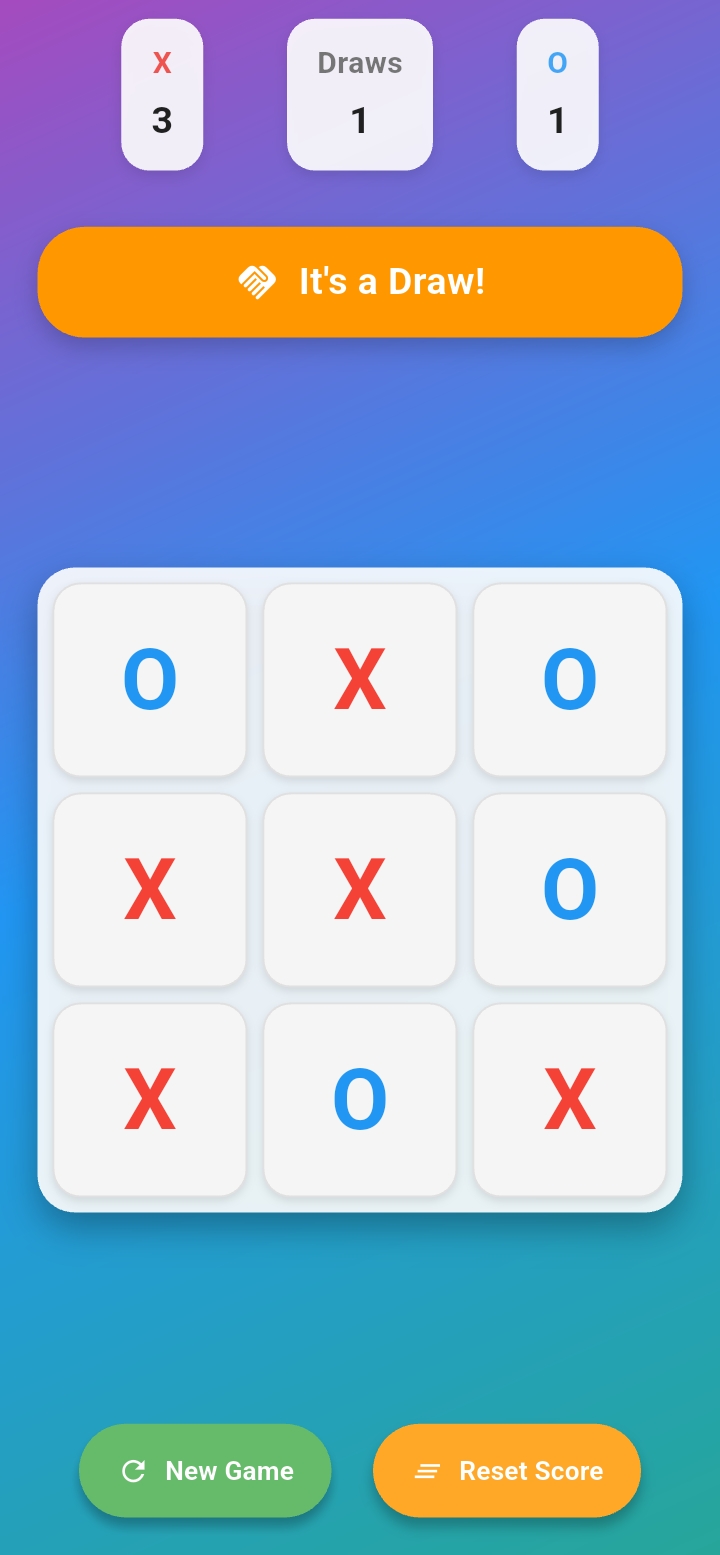 X Draws O
3 1 1
It's a Draw!
O X O
X X O
X O X
New Game Reset Score